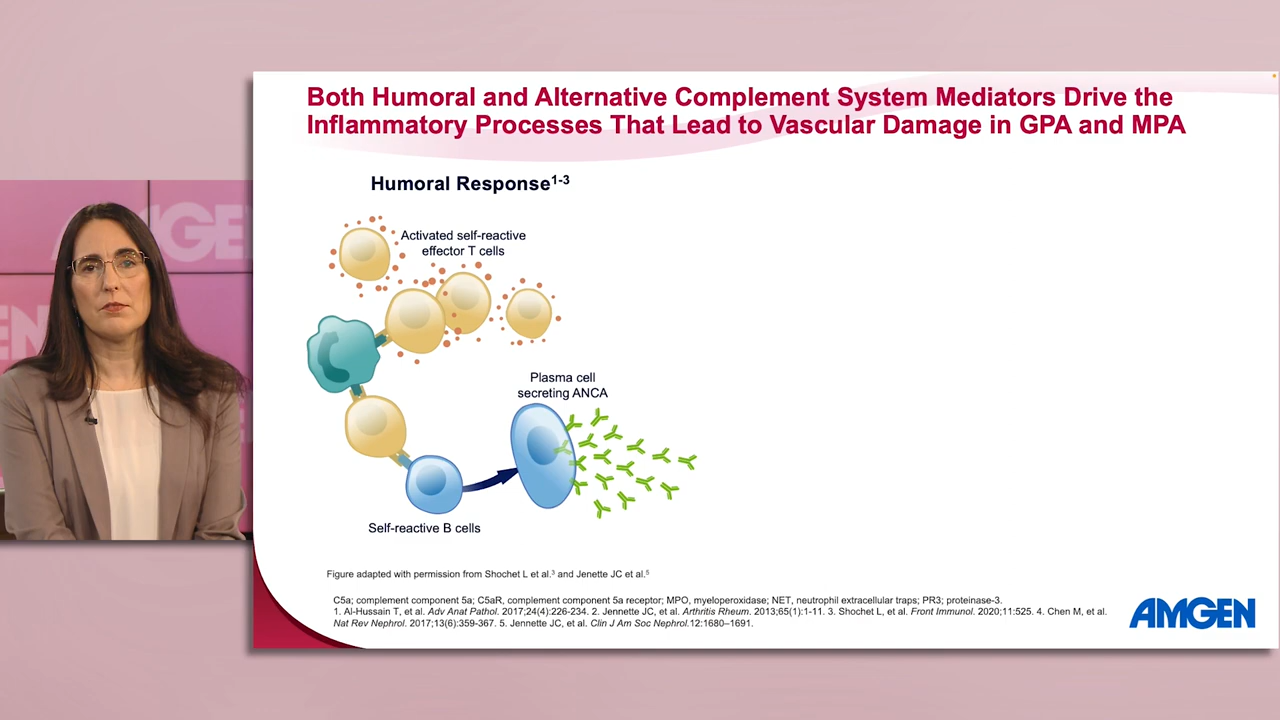 Both Humoral and Alternative Complement System Mediators Drive the
Inflammatory Processes That Lead to Vascular Damage in GPA and MPA
Humoral Response1-3
Activated self-reactive
effector T cells
Plasma cell
secreting ANCA
Self-reactive B cells
Figure adapted with permission from Shochet L et al.3 and Jenette JC et al.5
C5a; complement component 5a; C5aR, complement component 5a receptor; MPO, myeloperoxidase; NET, neutrophil extracellular traps; PR3; proteinase-3.
1. Al-Hussain T, et al. Adv Anat Pathol. 2017;24(4):226-234. 2. Jennette JC, et al. Arthritis Rheum. 2013;65(1):1-11. 3. Shochet L, et al. Front Immunol. 2020;11:525. 4. Chen M, et al.
Nat Rev Nephrol. 2017;13(6):359-367. 5. Jennette JC, et al. Clin J Am Soc Nephrol.12:1680–1691.
AMGEN
AMGE
EN